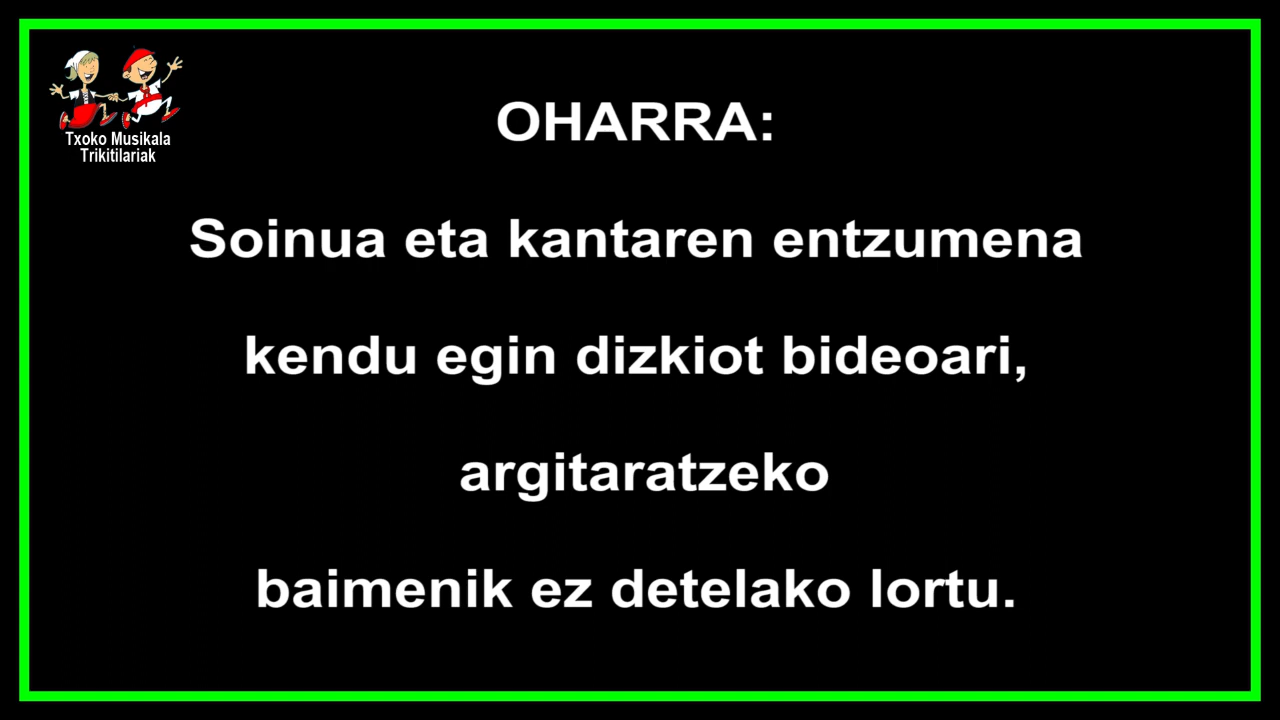 Txoko Musikala
Trikitilariak
OHARRA:
Soinua eta kantaren entzumena
kendu egin dizkiot bideoari,
argitaratzeko
baimenik ez detelako lortu.